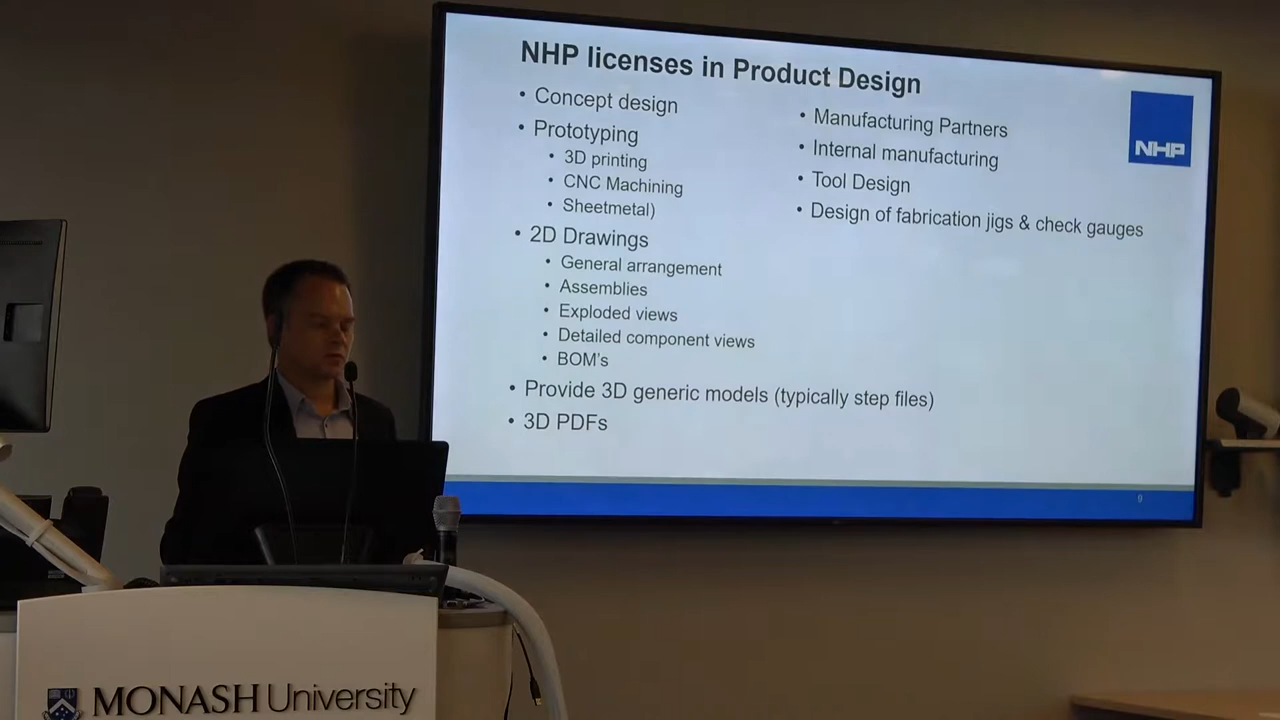 NHP licenses in Product Design
• Concept design
• Prototyping
• 3D printing
• CNC Machining
• Sheetmetal)
• 2D Drawings
• General arrangement
• Assemblies
• Exploded views
• Detailed component views
• BOM's
• Provide 3D generic models (typically step files)
• 3D PDFs
• Manufacturing Partners
• Internal manufacturing
• Tool Design
• Design of fabrication jigs & check gauges
NHP
9
MONASH University